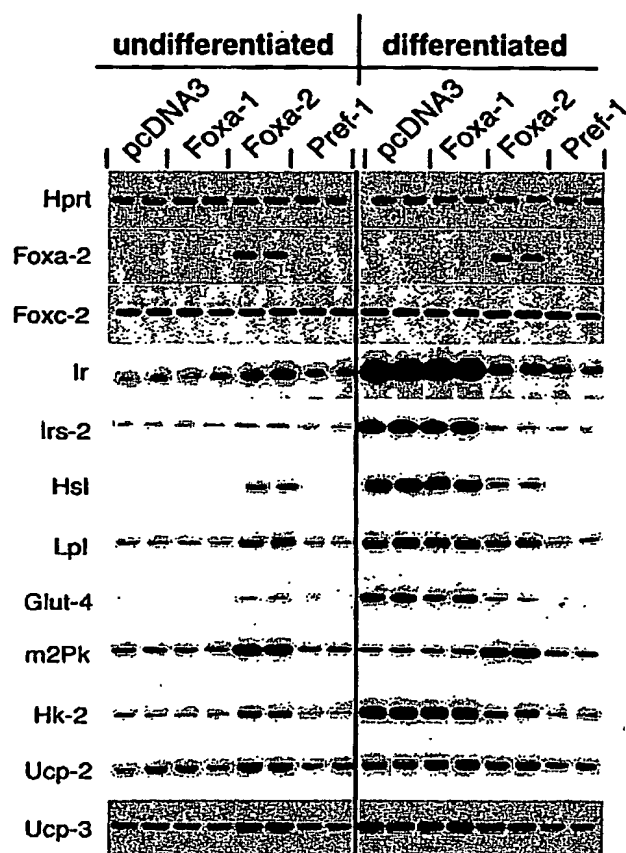 undifferentiated differentiated
pcDNA3 Foxa-1 Foxa-2 Pref-1 pcDNA3 Foxa-1 Foxa-2 Pref-1
Hprt
Foxa-2
Foxc-2
Ir
Irs-2
Hsl
Lpl
Glut-4
m2Pk
Hk-2
Ucp-2
Ucp-3